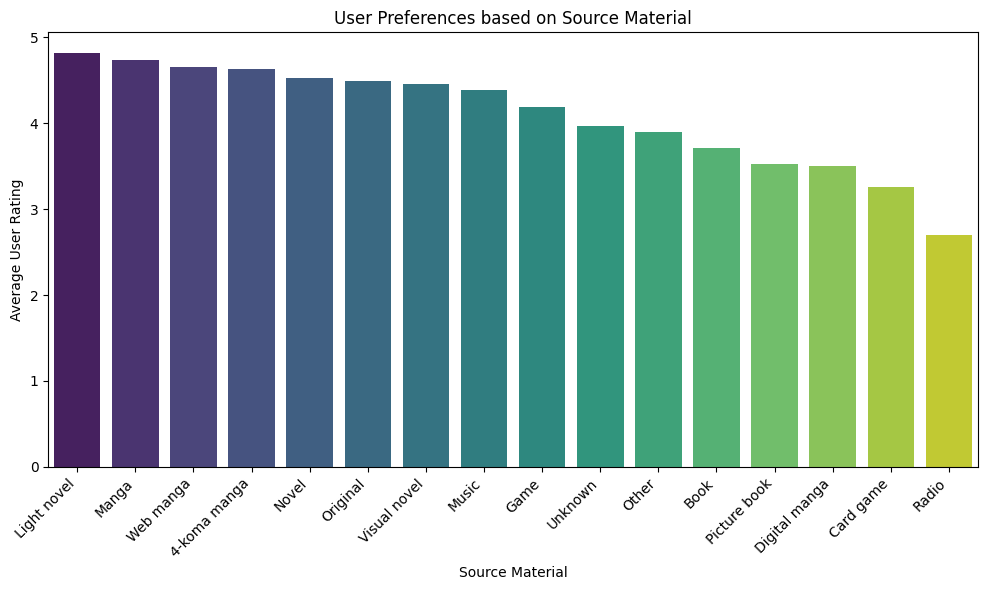 User Preferences based on Source Material
5
4
3
2
1
0
Average User Rating
Light novel
Manga
Web manga
4-koma manga
Novel
Original
Visual novel
Music
Game
Unknown
Other
Book
Picture book
Digital manga
Card game
Radio
Source Material